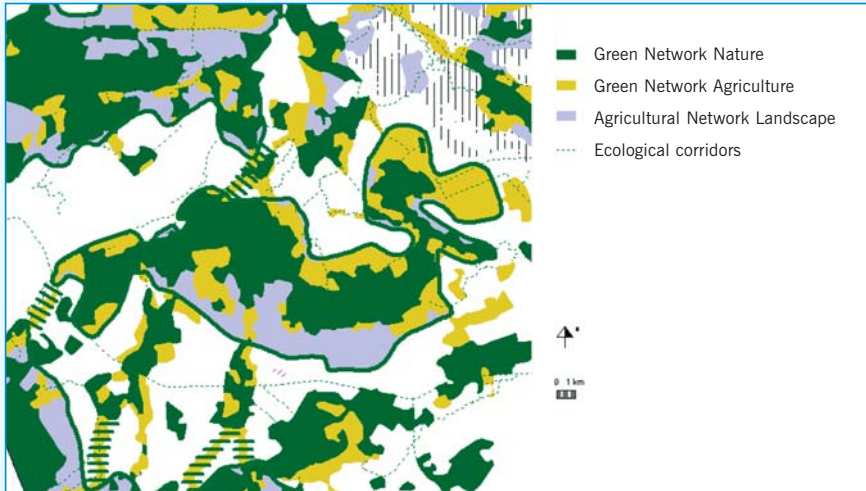 Green Network Nature
Green Network Agriculture
Agricultural Network Landscape
Ecological corridors
0 1 km